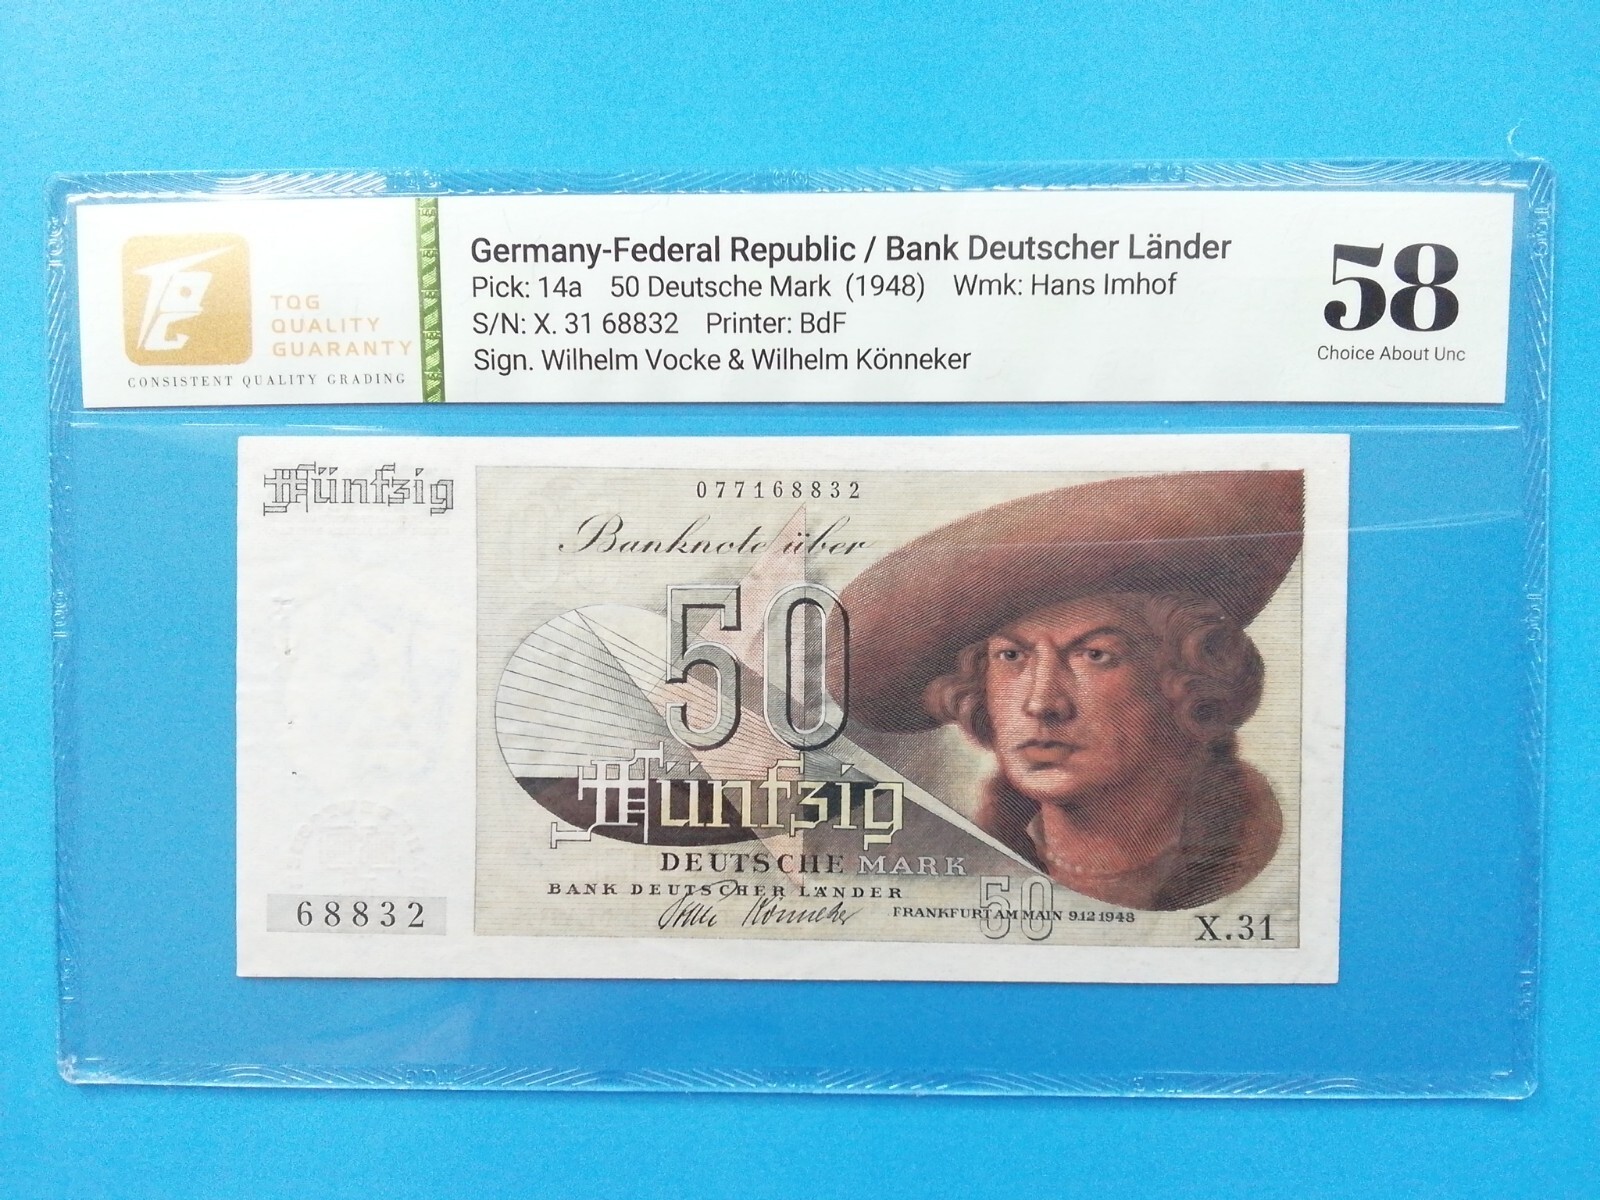 TQG
QUALITY
GUARANTY
CONSISTENT QUALITY GRADING
Germany-Federal Republic / Bank Deutscher Länder
Pick: 14a 50 Deutsche Mark (1948) Wmk: Hans Imhof
S/N: X. 31 68832 Printer: BdF
Sign. Wilhelm Vocke & Wilhelm Könneker
58
Choice About Unc
Fünfzig
077168832
Banknote über
50
Fünfzig
DEUTSCHE MARK
BANK DEUTSCHER LÄNDER
Vocke Könneker
FRANKFURT AM MAIN 9.12.1948
50
68832
X.31